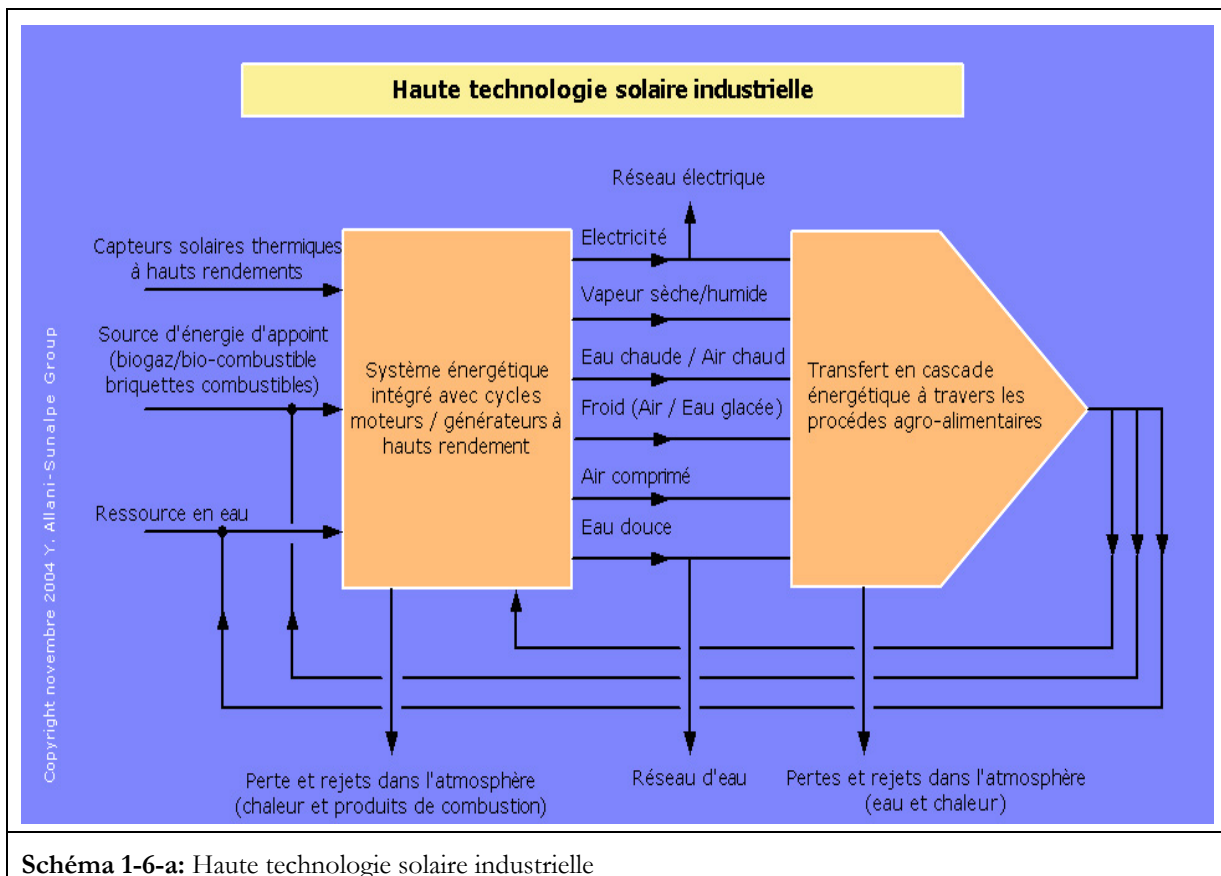 Haute technologie solaire industrielle
Réseau électrique
Capteurs solaires thermiques
à hauts rendements
Source d'énergie d'appoint
(biogaz/bio-combustible
briquettes combustibles)
Ressource en eau
Système énergétique
intégré avec cycles
moteurs / générateurs à
hauts rendement
Electricité
Vapeur sèche/humide
Eau chaude / Air chaud
Froid (Air / Eau glacée)
Air comprimé
Eau douce
Transfert en cascade
énergétique à travers les
procédes agro-alimentaires
Perte et rejets dans l'atmosphère
(chaleur et produits de combustion)
Réseau d'eau
Pertes et rejets dans l'atmosphère
(eau et chaleur)
Copyright novembre 2004 Y. Allani-Sunalpe Group
Schéma 1-6-a: Haute technologie solaire industrielle